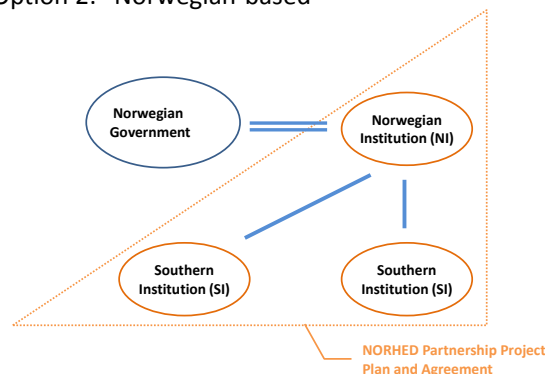 Option 2: Norwegian-based
Norwegian
Government
Norwegian
Institution (NI)
Southern
Institution (SI)
Southern
Institution (SI)
NORHED Partnership Project
Plan and Agreement